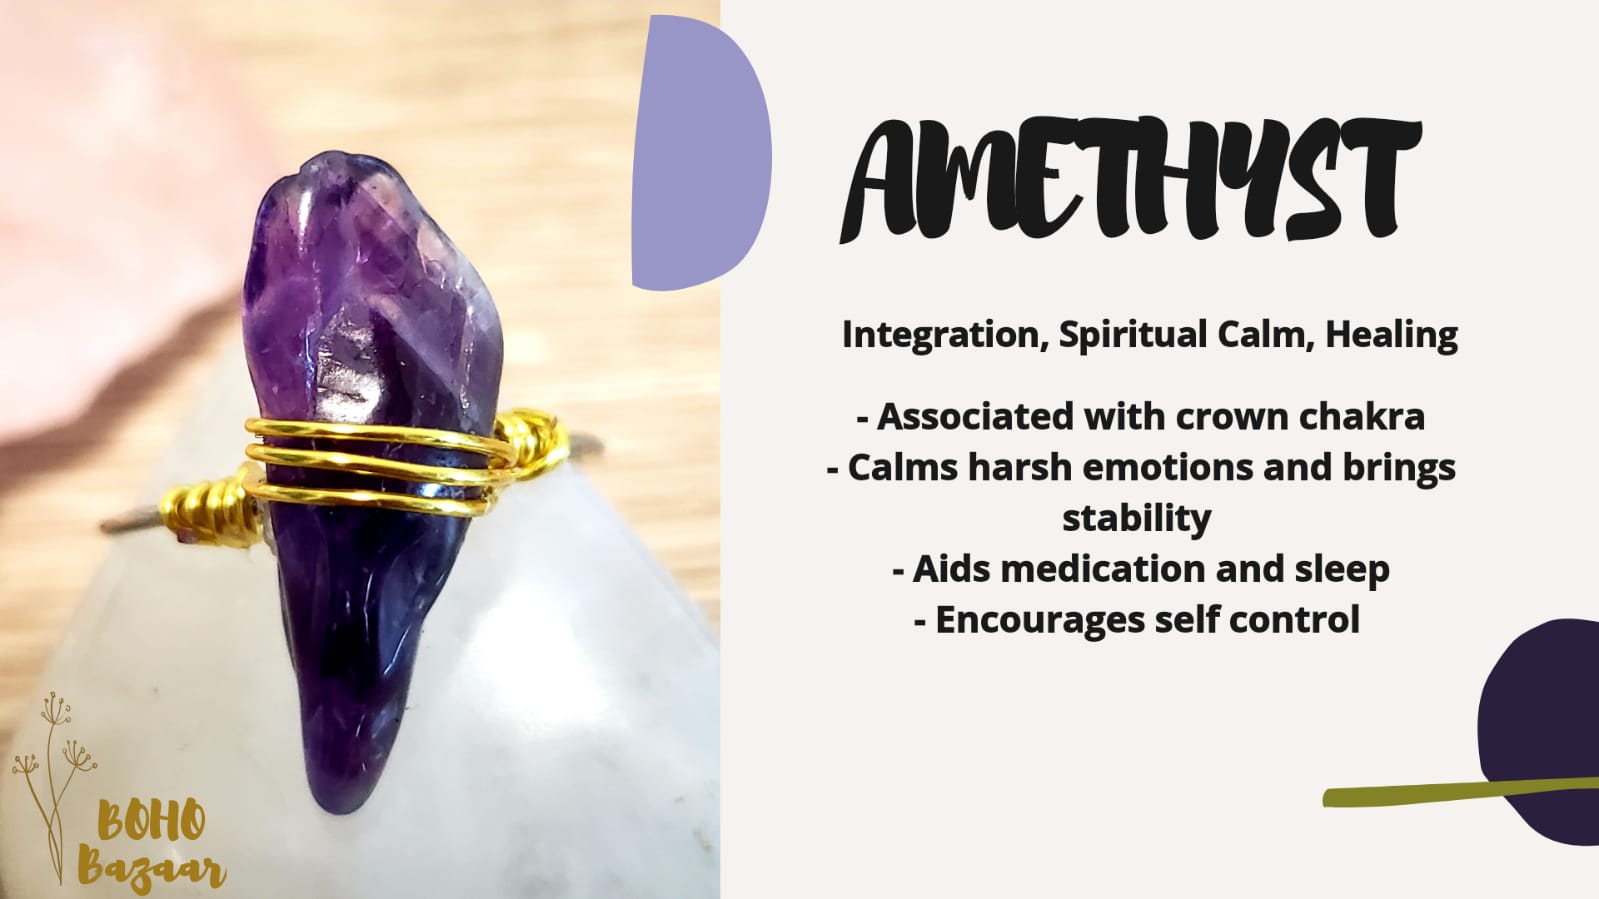 AMETHYST
Integration, Spiritual Calm, Healing
- Associated with crown chakra
- Calms harsh emotions and brings
stability
- Aids medication and sleep
- Encourages self control
BOHO
Bazaar